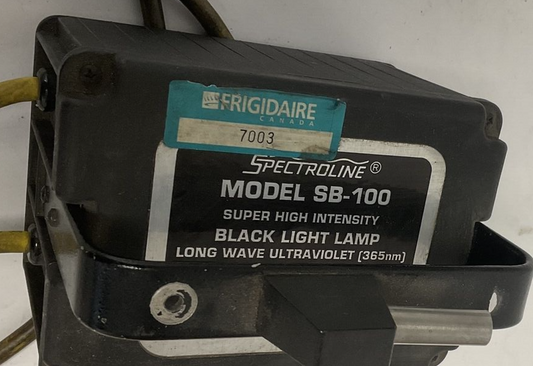 FRIGIDAIRE
CANADA
7003
SPECTROLINE®
MODEL SB-100
SUPER HIGH INTENSITY
BLACK LIGHT LAMP
LONG WAVE ULTRAVIOLET (365nm)